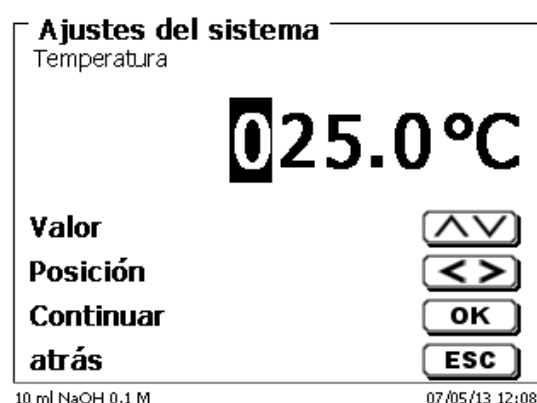 Ajustes del sistema
Temperatura
025.0°C
Valor
Posición
Continuar OK
atrás ESC
10 ml NaOH 0.1 M 07/05/13 12:08